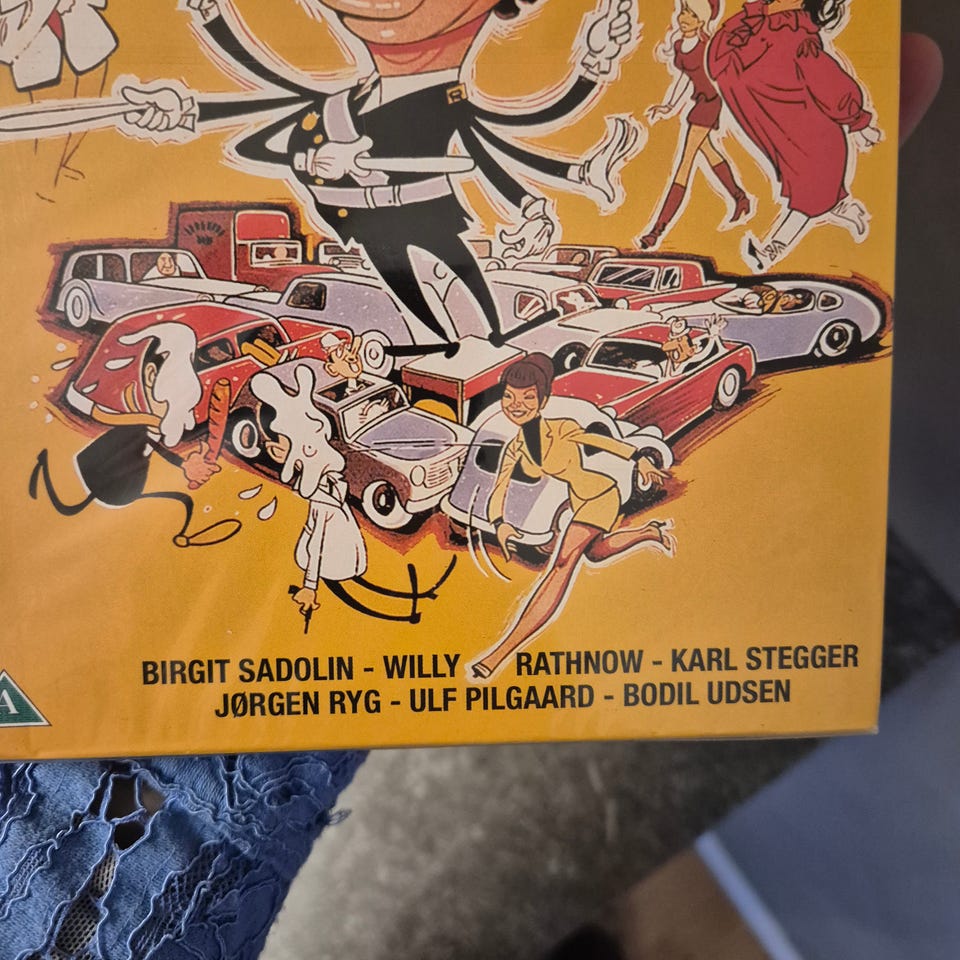 BIRGIT SADOLIN - WILLY RATHNOW - KARL STEGGER
JØRGEN RYG - ULF PILGAARD - BODIL UDSEN
A